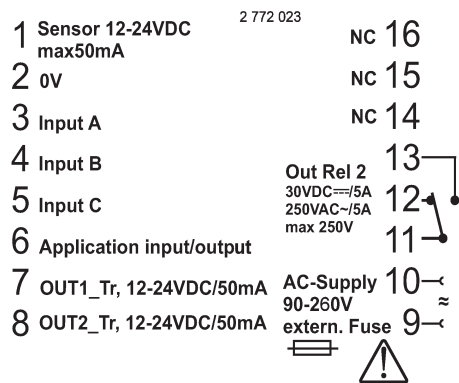 2 772 023
1 Sensor 12-24VDC
max50mA
2 0V
3 Input A
4 Input B
5 Input C
6 Application input/output
7 OUT1_Tr, 12-24VDC/50mA
8 OUT2_Tr, 12-24VDC/50mA
NC 16
NC 15
NC 14
13
Out Rel 2
30VDC⎓/5A 12
250VAC~/5A
max 250V 11
AC-Supply 10
90-260V ≈
extern. Fuse 9